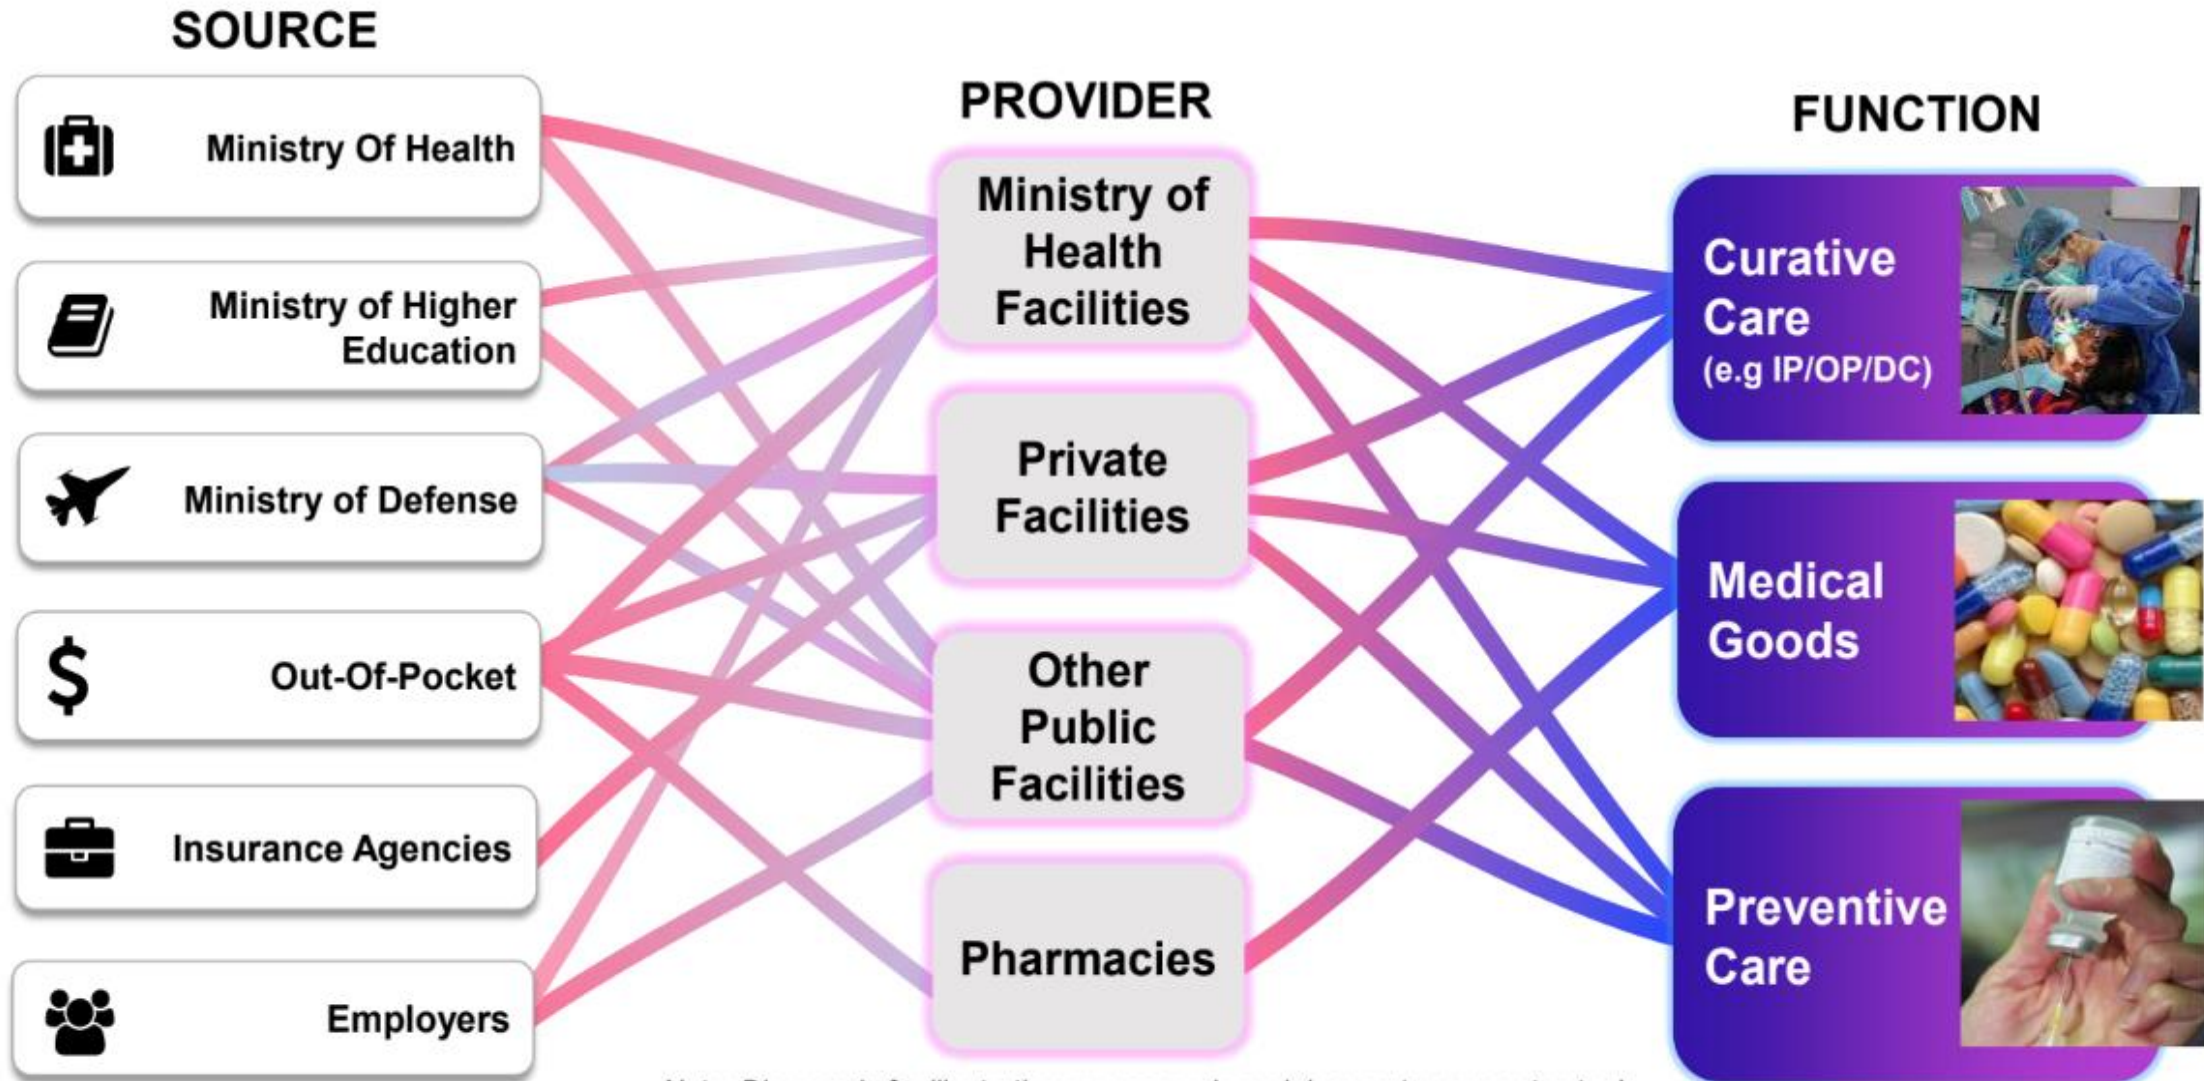 SOURCE
Ministry Of Health
Ministry of Higher
Education
Ministry of Defense
Out-Of-Pocket
Insurance Agencies
Employers
PROVIDER
Ministry of
Health
Facilities
Private
Facilities
Other
Public
Facilities
Pharmacies
FUNCTION
Curative
Care
(e.g IP/OP/DC)
Medical
Goods
Preventive
Care